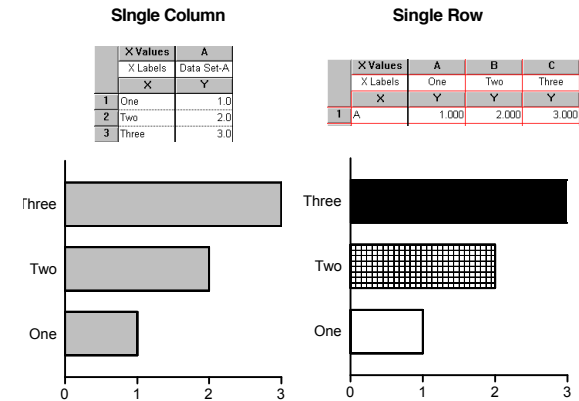 SIngle Column
X Values A
X Labels Data Set-A
X Y
1 One 1.0
2 Two 2.0
3 Three 3.0
Three
Two
One
0 1 2 3
Single Row
X Values A B C
X Labels One Two Three
X Y Y Y
1 A 1.000 2.000 3.000
Three
Two
One
0 1 2 3